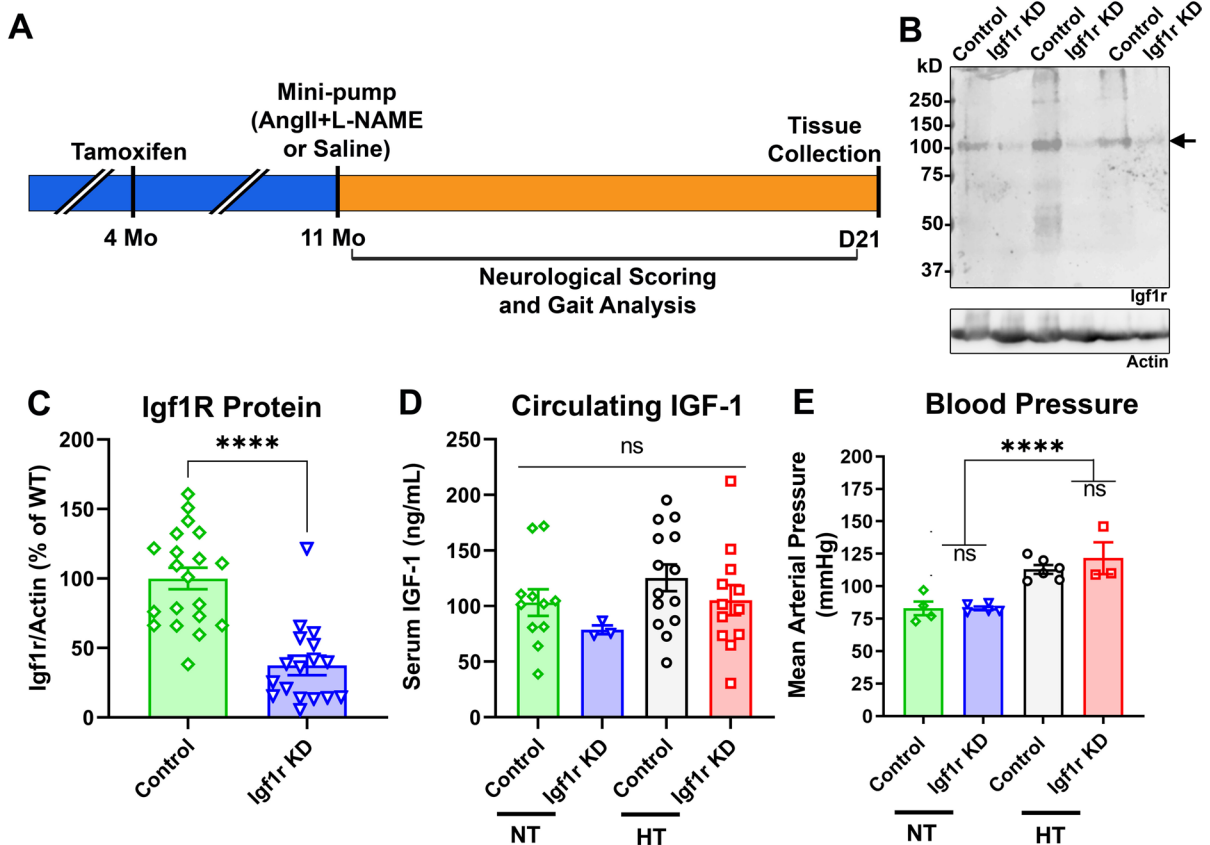 A
Mini-pump
(AngII+L-NAME
or Saline)
Tamoxifen
Tissue
Collection
4 Mo
11 Mo
D21
Neurological Scoring
and Gait Analysis
B
Control
Igf1r KD
Control
Igf1r KD
Control
Igf1r KD
kD
250
150
100
75
50
37
Igf1r
Actin
C
Igf1R Protein
****
Igf1r/Actin (% of WT)
200
150
100
50
0
Control
Igf1r KD
D
Circulating IGF-1
ns
Serum IGF-1 (ng/mL)
250
200
150
100
50
0
Control
Igf1r KD
Control
Igf1r KD
NT
HT
E
Blood Pressure
****
ns
ns
Mean Arterial Pressure
(mmHg)
200
175
150
125
100
75
50
25
0
Control
Igf1r KD
Control
Igf1r KD
NT
HT